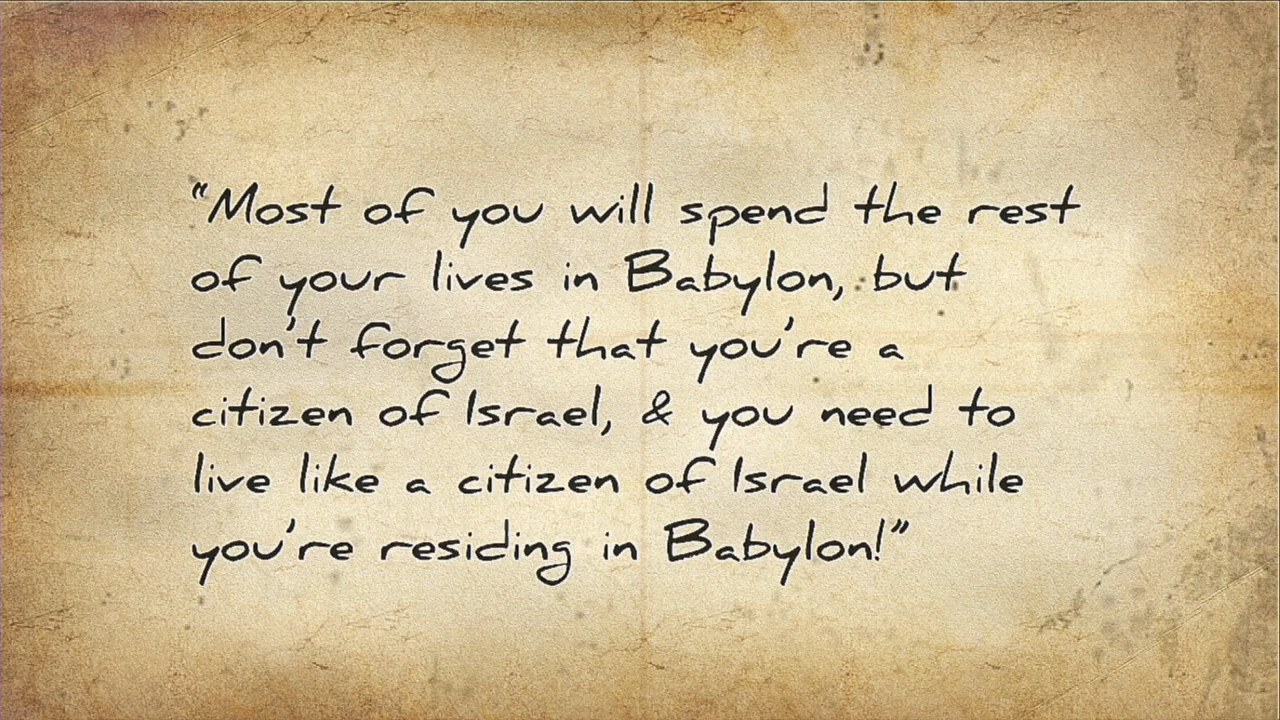 “Most of you will spend the rest
of your lives in Babylon, but
don't forget that you're a
citizen of Israel, & you need to
live like a citizen of Israel while
you're residing in Babylon!”